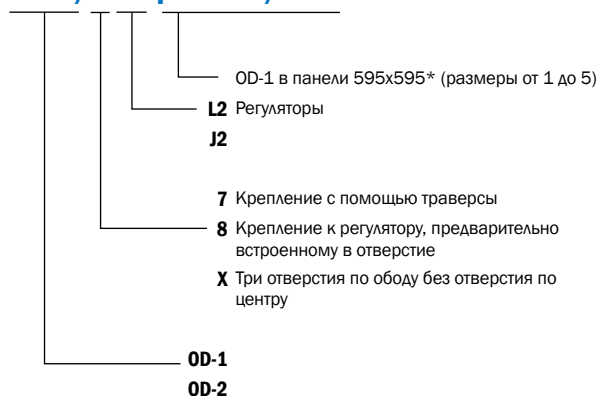 OD-1 в панели 595x595* (размеры от 1 до 5)
L2 Регуляторы
J2
7 Крепление с помощью траверсы
8 Крепление к регулятору, предварительно
встроенному в отверстие
X Три отверстия по ободу без отверстия по
центру
OD-1
OD-2